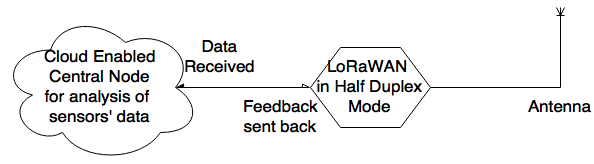 Cloud Enabled
Central Node
for analysis of
sensors' data
Data
Received
Feedback
sent back
LoRaWAN
in Half Duplex
Mode
Antenna